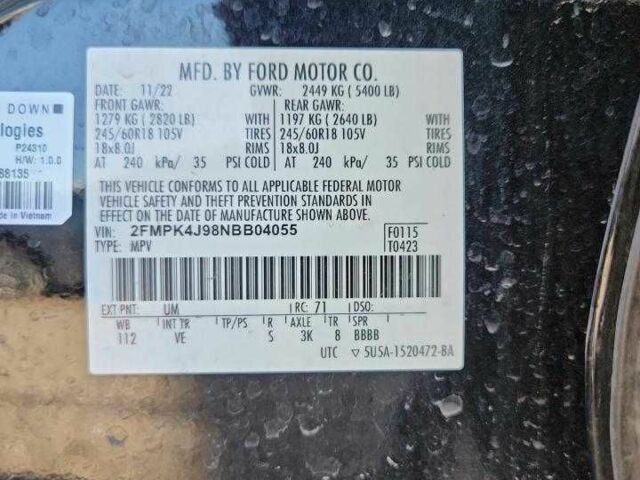 DOWN
ologies
P24310
H/W: 1.0.0
68135
de in Vietnam
MFD. BY FORD MOTOR CO.
DATE: 11/22 GVWR: 2449 KG ( 5400 LB)
FRONT GAWR: REAR GAWR:
1279 KG ( 2820 LB) WITH 1197 KG ( 2640 LB) WITH
245/60R18 105V TIRES 245/60R18 105V TIRES
18x8.0J RIMS 18x8.0J RIMS
AT 240 kPa/ 35 PSI COLD AT 240 kPa/ 35 PSI COLD
THIS VEHICLE CONFORMS TO ALL APPLICABLE FEDERAL MOTOR
VEHICLE SAFETY AND THEFT PREVENTION STANDARDS IN
EFFECT ON THE DATE OF MANUFACTURE SHOWN ABOVE.
VIN: 2FMPK4J98NBB04055 F0115
TYPE: MPV T0423
EXT PNT: UM RC: 71 DSO:
WB INT TR TP/PS R AXLE TR SPR
112 VE S 3K 8 BBBB
UTC ▽ 5U5A-1520472-BA